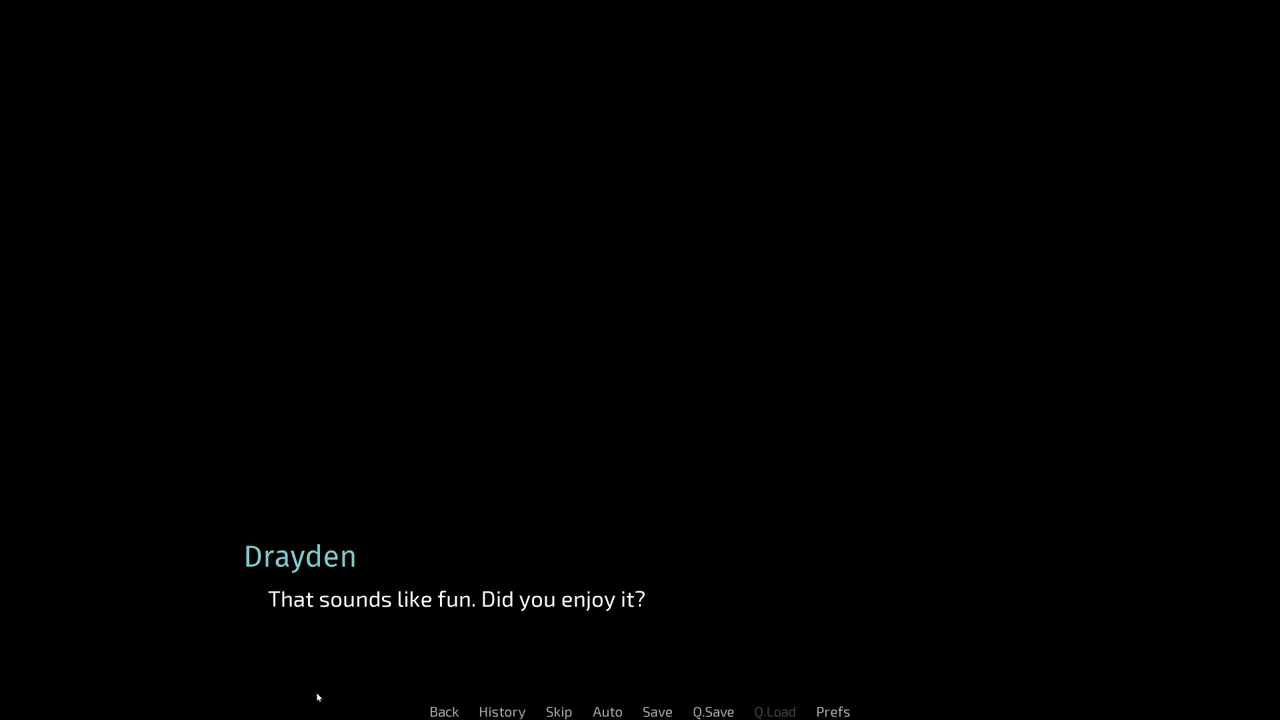 Drayden
That sounds like fun. Did you enjoy it?
Back History Skip Auto Save Q.Save Q.Load Prefs